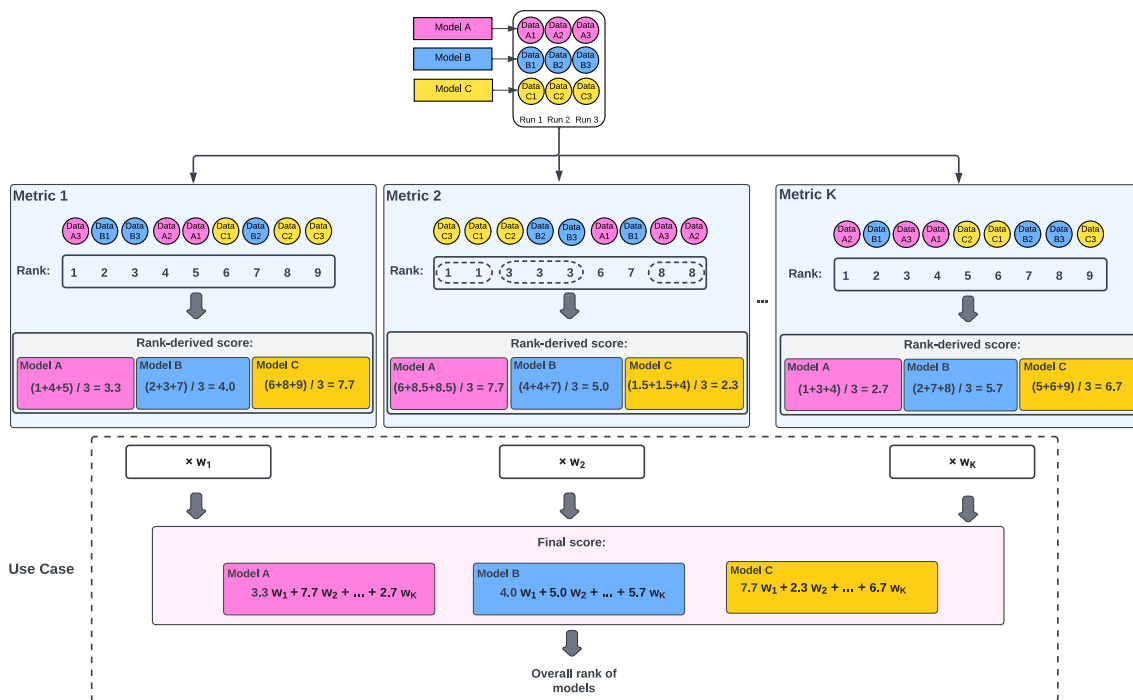 Model A
Data A1
Data A2
Data A3
Model B
Data B1
Data B2
Data B3
Model C
Data C1
Data C2
Data C3
Run 1 Run 2 Run 3
Metric 1
Data A3
Data B1
Data B3
Data A2
Data A1
Data C1
Data B2
Data C2
Data C3
Rank: 1 2 3 4 5 6 7 8 9
Rank-derived score:
Model A
(1+4+5) / 3 = 3.3
Model B
(2+3+7) / 3 = 4.0
Model C
(6+8+9) / 3 = 7.7
Metric 2
Data C3
Data C1
Data C2
Data B2
Data B3
Data A1
Data B1
Data A3
Data A2
Rank: 1 1 3 3 3 6 7 8 8
Rank-derived score:
Model A
(6+8.5+8.5) / 3 = 7.7
Model B
(4+4+7) / 3 = 5.0
Model C
(1.5+1.5+4) / 3 = 2.3
...
Metric K
Data A2
Data B1
Data A3
Data A1
Data C2
Data C1
Data B2
Data B3
Data C3
Rank: 1 2 3 4 5 6 7 8 9
Rank-derived score:
Model A
(1+3+4) / 3 = 2.7
Model B
(2+7+8) / 3 = 5.7
Model C
(5+6+9) / 3 = 6.7
Use Case
× w₁
× w₂
× wK
Final score:
Model A
3.3 w₁ + 7.7 w₂ + ... + 2.7 wK
Model B
4.0 w₁ + 5.0 w₂ + ... + 5.7 wK
Model C
7.7 w₁ + 2.3 w₂ + ... + 6.7 wK
Overall rank of
models